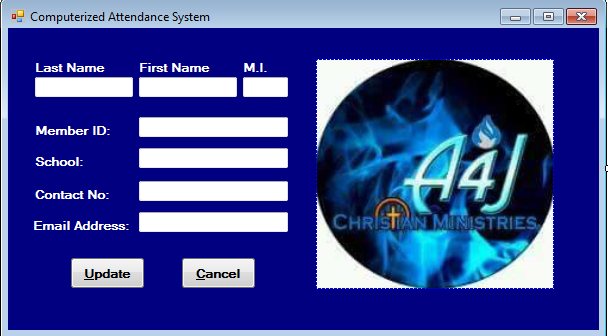 Computerized Attendance System
Last Name First Name M.I.
Member ID:
School:
Contact No:
Email Address:
Update Cancel
A4J
CHRISTIAN MINISTRIES